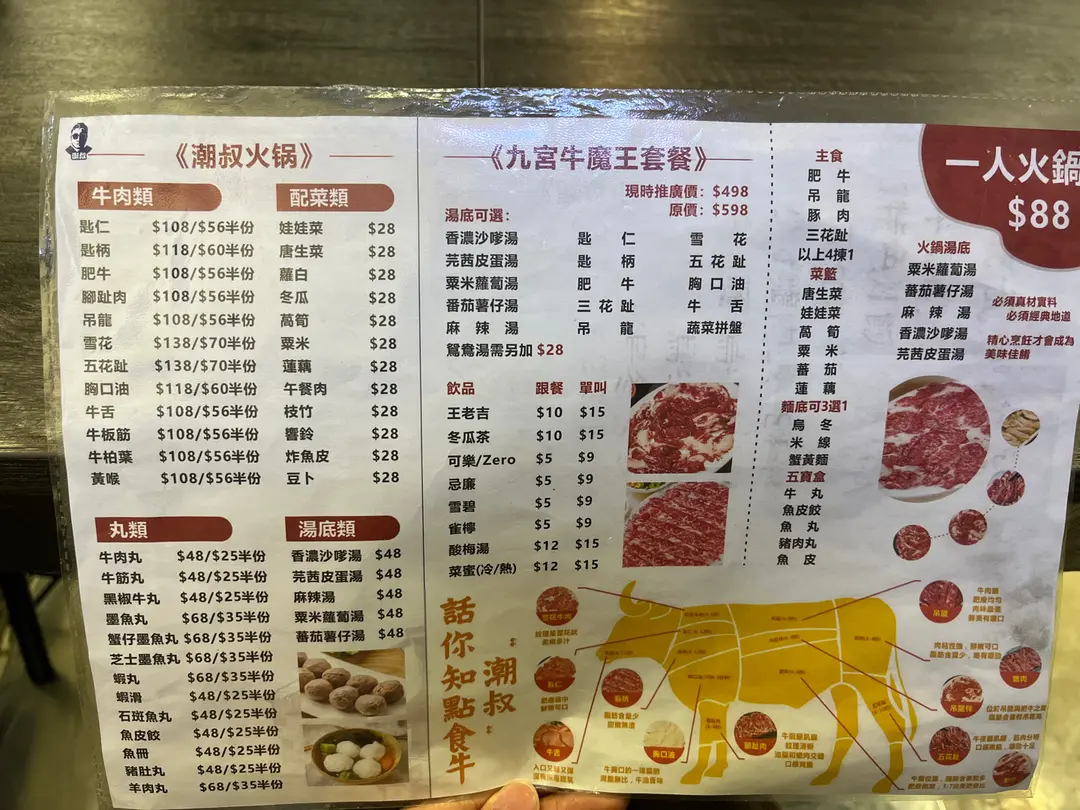 《潮叔火锅》
牛肉類
匙仁 $108/$56半份
匙柄 $118/$60半份
肥牛 $108/$56半份
腳趾肉 $108/$56半份
吊龍 $108/$56半份
雪花 $138/$70半份
五花趾 $138/$70半份
胸口油 $118/$60半份
牛舌 $108/$56半份
牛板筋 $108/$56半份
牛柏葉 $108/$56半份
黃喉 $108/$56半份
配菜類
娃娃菜 $28
唐生菜 $28
蘿白 $28
冬瓜 $28
萵筍 $28
粟米 $28
蓮藕 $28
午餐肉 $28
枝竹 $28
響鈴 $28
炸魚皮 $28
豆卜 $28
丸類
牛肉丸 $48/$25半份
牛筋丸 $48/$25半份
黑椒牛丸 $48/$25半份
墨魚丸 $68/$35半份
蟹仔墨魚丸 $68/$35半份
芝士墨魚丸 $68/$35半份
蝦丸 $68/$35半份
蝦滑 $48/$25半份
石斑魚丸 $48/$25半份
魚皮餃 $48/$25半份
魚冊 $48/$25半份
豬肚丸 $48/$25半份
羊肉丸 $68/$35半份
湯底類
香濃沙嗲湯 $48
芫茜皮蛋湯 $48
麻辣湯 $48
粟米蘿蔔湯 $48
番茄薯仔湯 $48
《九宮牛魔王套餐》
現時推廣價：$498
原價：$598
湯底可選：
香濃沙嗲湯 匙仁 雪花
芫茜皮蛋湯 匙柄 五花趾
粟米蘿蔔湯 肥牛 胸口油
番茄薯仔湯 三花趾 牛舌
麻辣湯 吊龍 蔬菜拼盤
鴛鴦湯需另加 $28
飲品 跟餐 單叫
王老吉 $10 $15
冬瓜茶 $10 $15
可樂/Zero $5 $9
忌廉 $5 $9
雪碧 $5 $9
雀檸 $5 $9
酸梅湯 $12 $15
菜蜜(冷/熱) $12 $15
主食
肥牛
吊龍
豚肉
三花趾
以上4揀1
菜籃
唐生菜
娃娃菜
萵筍
粟米
蕃茄
蓮藕
麵底可3選1
烏冬
米線
蟹黃麵
五寶盒
牛丸
魚皮餃
魚丸
豬肉丸
魚皮
一人火鍋
$88
火鍋湯底
粟米蘿蔔湯
番茄薯仔湯
麻辣湯
香濃沙嗲湯
芫茜皮蛋湯
必須真材實料
必須經典地道
精心烹飪才會成為
美味佳餚
話你知點食牛
：潮叔：
匙仁
匙柄
牛舌
胸口油
腳趾肉
吊龍
吊龍伴
五花趾